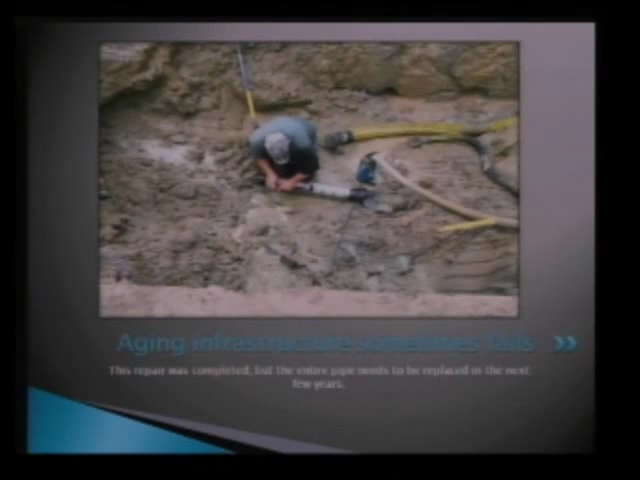 Aging infrastructure sometimes fails
This repair was completed, but the entire pipe needs to be replaced in the next
few years.